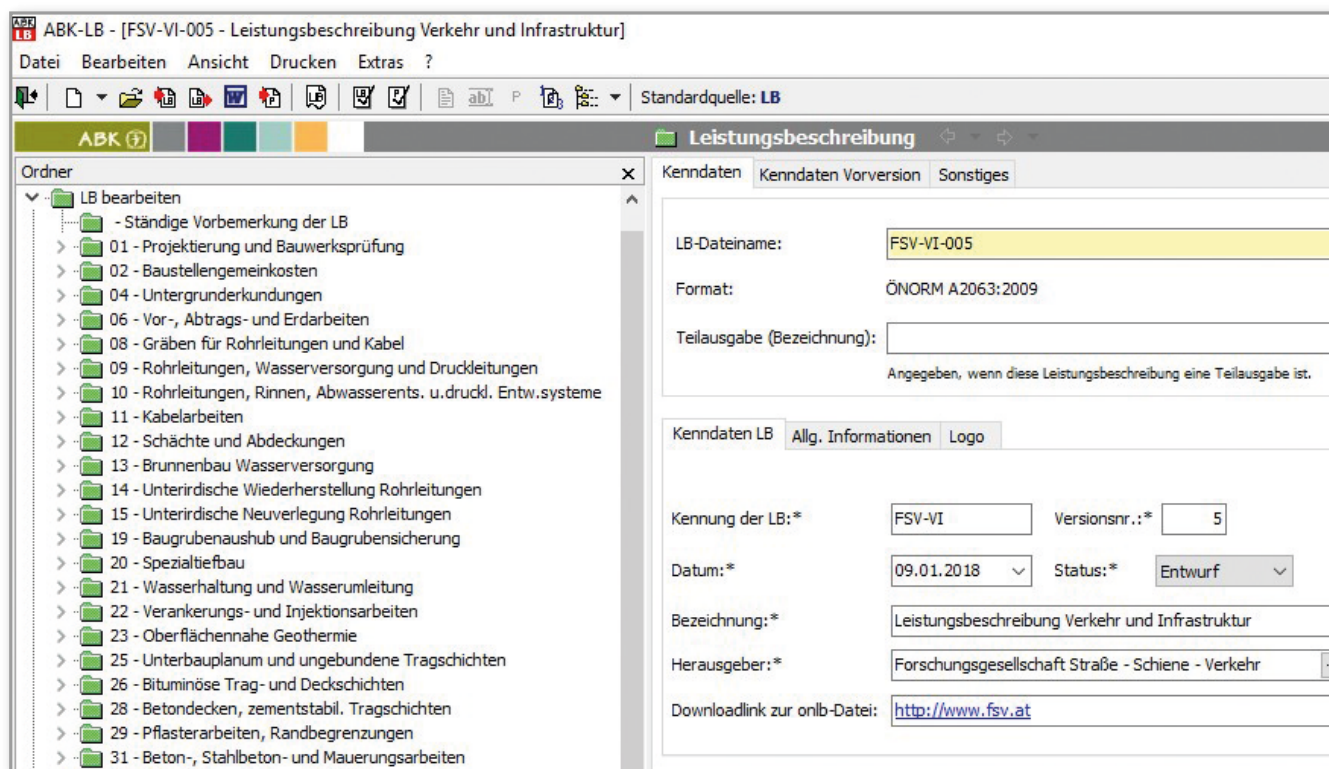 ABK-LB - [FSV-VI-005 - Leistungsbeschreibung Verkehr und Infrastruktur]
Datei Bearbeiten Ansicht Drucken Extras ?
Standardquelle: LB
ABK
Leistungsbeschreibung
Ordner
LB bearbeiten
- Ständige Vorbemerkung der LB
01 - Projektierung und Bauwerksprüfung
02 - Baustellengemeinkosten
04 - Untergrunderkundungen
06 - Vor-, Abtrags- und Erdarbeiten
08 - Gräben für Rohrleitungen und Kabel
09 - Rohrleitungen, Wasserversorgung und Druckleitungen
10 - Rohrleitungen, Rinnen, Abwasserents. u.druckl. Entw.systeme
11 - Kabelarbeiten
12 - Schächte und Abdeckungen
13 - Brunnenbau Wasserversorgung
14 - Unterirdische Wiederherstellung Rohrleitungen
15 - Unterirdische Neuverlegung Rohrleitungen
19 - Baugrubenaushub und Baugrubensicherung
20 - Spezialtiefbau
21 - Wasserhaltung und Wasserumleitung
22 - Verankerungs- und Injektionsarbeiten
23 - Oberflächennahe Geothermie
25 - Unterbauplanum und ungebundene Tragschichten
26 - Bituminöse Trag- und Deckschichten
28 - Betondecken, zementstabil. Tragschichten
29 - Pflasterarbeiten, Randbegrenzungen
31 - Beton-, Stahlbeton- und Mauerungsarbeiten
Kenndaten Kenndaten Vorversion Sonstiges
LB-Dateiname: FSV-VI-005
Format: ÖNORM A2063:2009
Teilausgabe (Bezeichnung):
Angegeben, wenn diese Leistungsbeschreibung eine Teilausgabe ist.
Kenndaten LB Allg. Informationen Logo
Kennung der LB:* FSV-VI Versionsnr.:* 5
Datum:* 09.01.2018 Status:* Entwurf
Bezeichnung:* Leistungsbeschreibung Verkehr und Infrastruktur
Herausgeber:* Forschungsgesellschaft Straße - Schiene - Verkehr
Downloadlink zur onlb-Datei: http://www.fsv.at